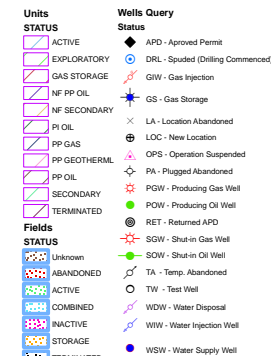 Units
STATUS
ACTIVE
EXPLORATORY
GAS STORAGE
NF PP OIL
NF SECONDARY
PI OIL
PP GAS
PP GEOTHERML
PP OIL
SECONDARY
TERMINATED
Fields
STATUS
Unknown
ABANDONED
ACTIVE
COMBINED
INACTIVE
STORAGE
Wells Query
Status
APD - Aproved Permit
DRL - Spuded (Drilling Commenced)
GIW - Gas Injection
GS - Gas Storage
LA - Location Abandoned
LOC - New Location
OPS - Operation Suspended
PA - Plugged Abandoned
PGW - Producing Gas Well
POW - Producing Oil Well
RET - Returned APD
SGW - Shut-in Gas Well
SOW - Shut-in Oil Well
TA - Temp. Abandoned
TW - Test Well
WDW - Water Disposal
WIW - Water Injection Well
WSW - Water Supply Well